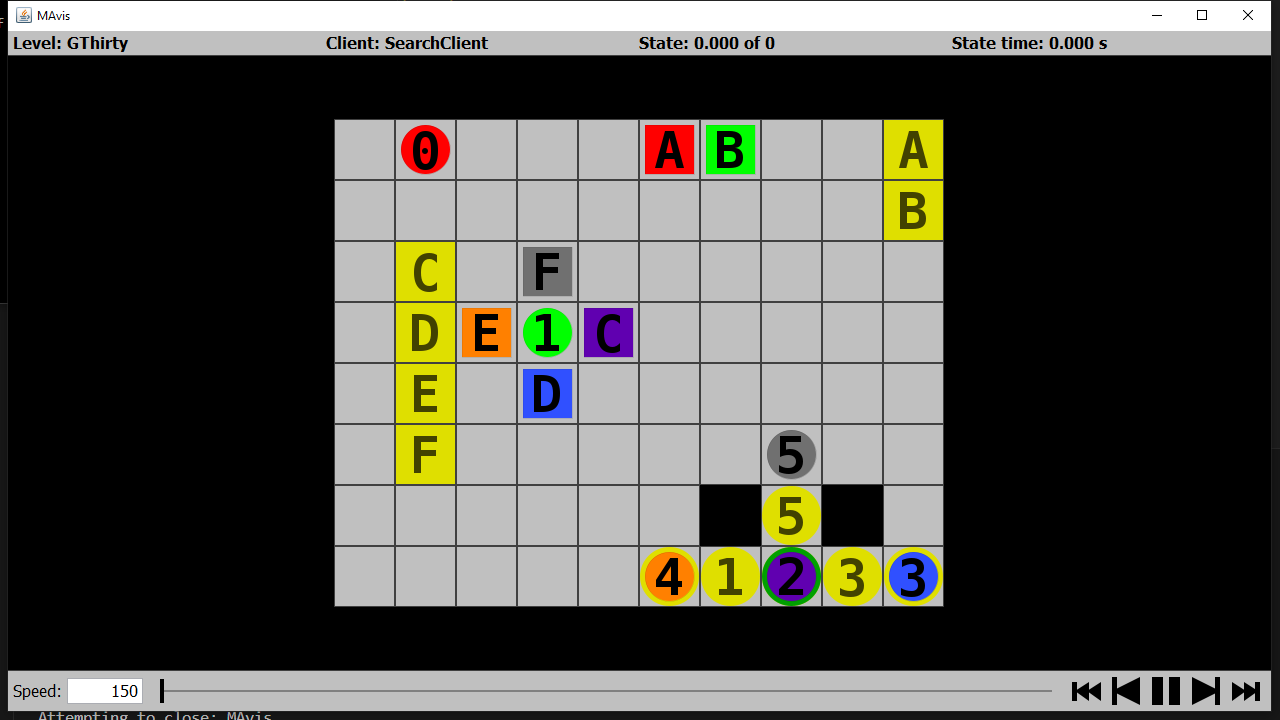 MAvis
Level: GThirty Client: SearchClient State: 0.000 of 0 State time: 0.000 s
0 A B A
B
C F
D E 1 C
E D
F 5
5
4 1 2 3 3
Speed: 150
Attempting to close: MAvis